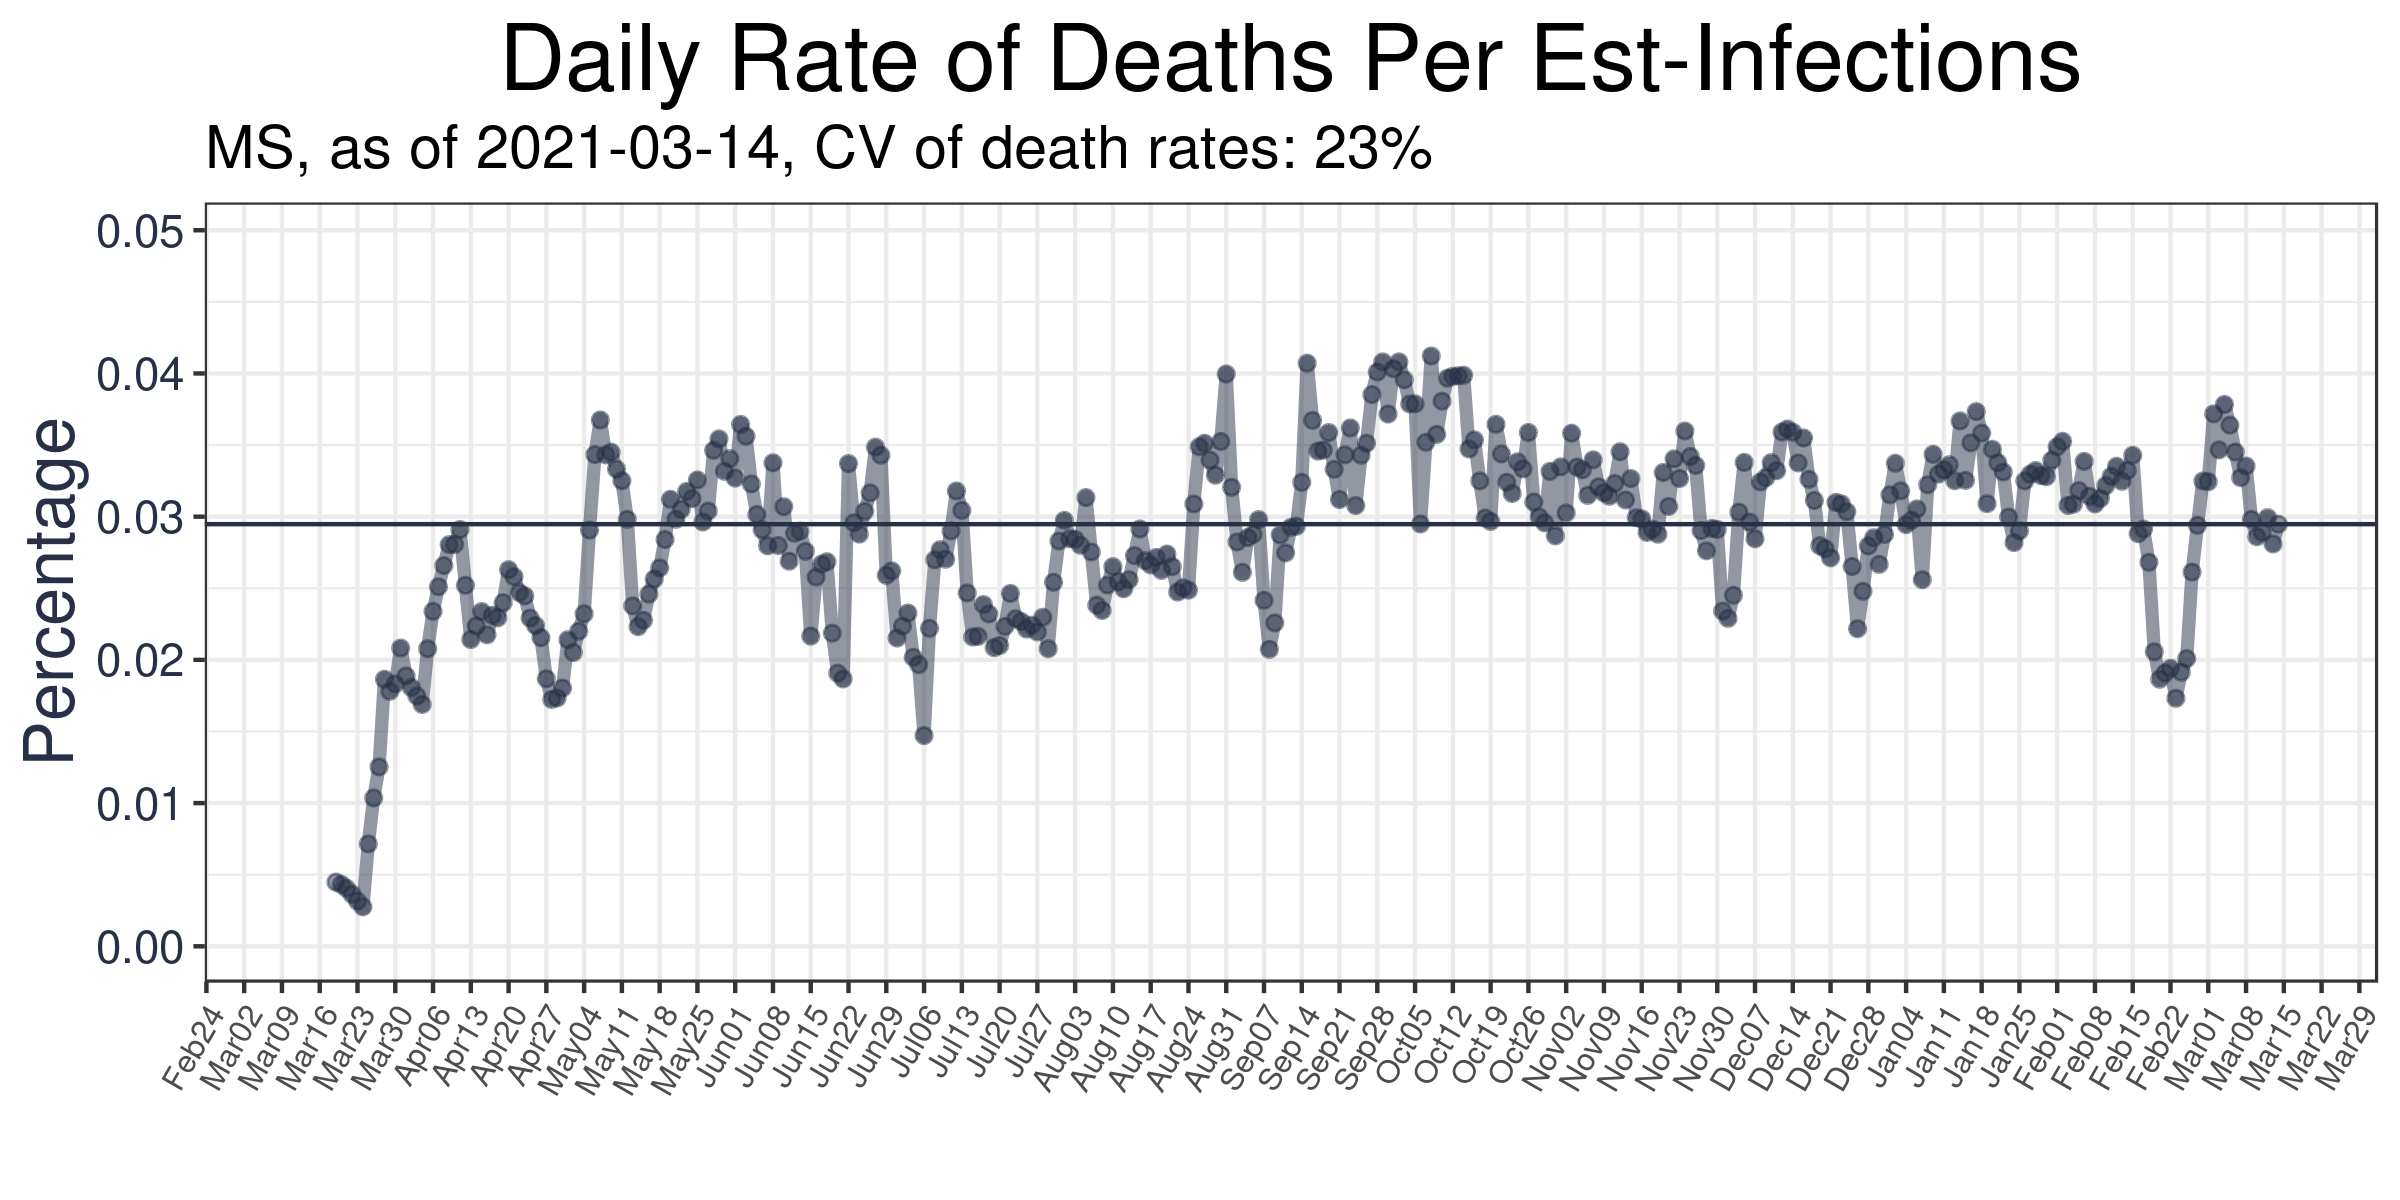 Daily Rate of Deaths Per Est-Infections
MS, as of 2021-03-14, CV of death rates: 23%
Percentage
0.05
0.04
0.03
0.02
0.01
0.00
Feb24
Mar02
Mar09
Mar16
Mar23
Mar30
Apr06
Apr13
Apr20
Apr27
May04
May11
May18
May25
Jun01
Jun08
Jun15
Jun22
Jun29
Jul06
Jul13
Jul20
Jul27
Aug03
Aug10
Aug17
Aug24
Aug31
Sep07
Sep14
Sep21
Sep28
Oct05
Oct12
Oct19
Oct26
Nov02
Nov09
Nov16
Nov23
Nov30
Dec07
Dec14
Dec21
Dec28
Jan04
Jan11
Jan18
Jan25
Feb01
Feb08
Feb15
Feb22
Mar01
Mar08
Mar15
Mar22
Mar29